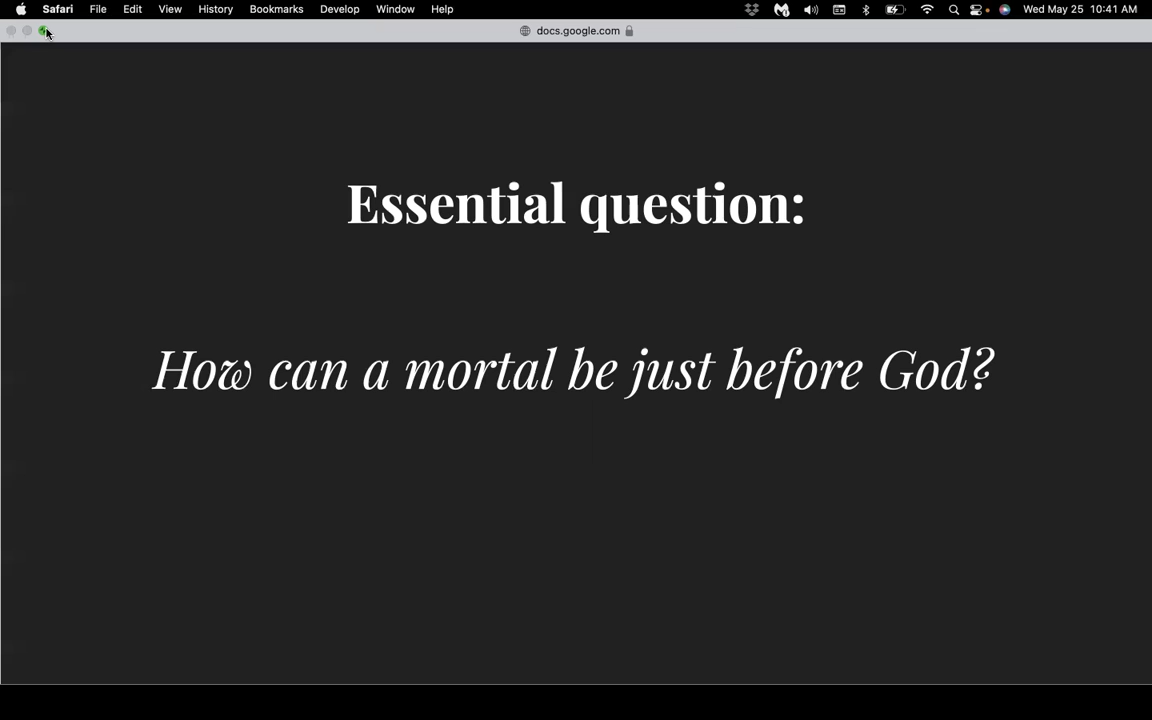 Safari File Edit View History Bookmarks Develop Window Help Wed May 25 10:41 AM
docs.google.com
Essential question:
How can a mortal be just before God?